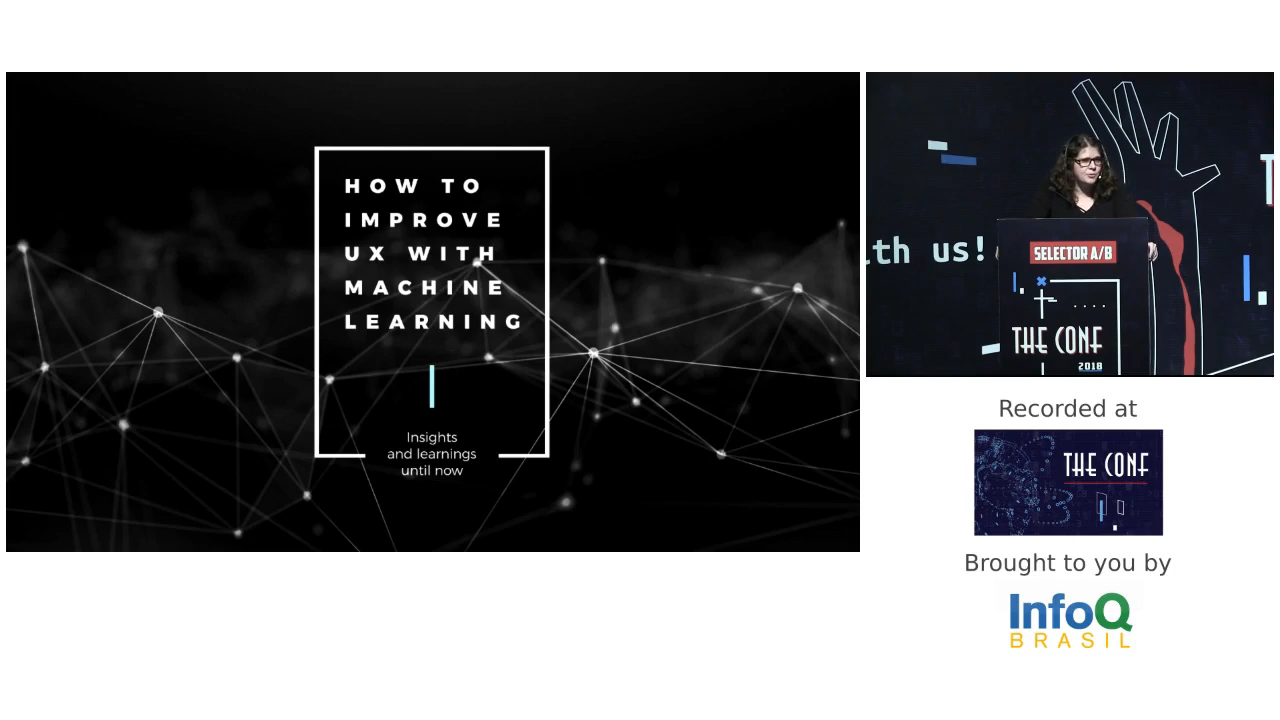 HOW TO
IMPROVE
UX WITH
MACHINE
LEARNING
Insights
and learnings
until now
th us!
SELECTOR A/B
THE CONF
2018
Recorded at
THE CONF
Brought to you by
InfoQ
BRASIL